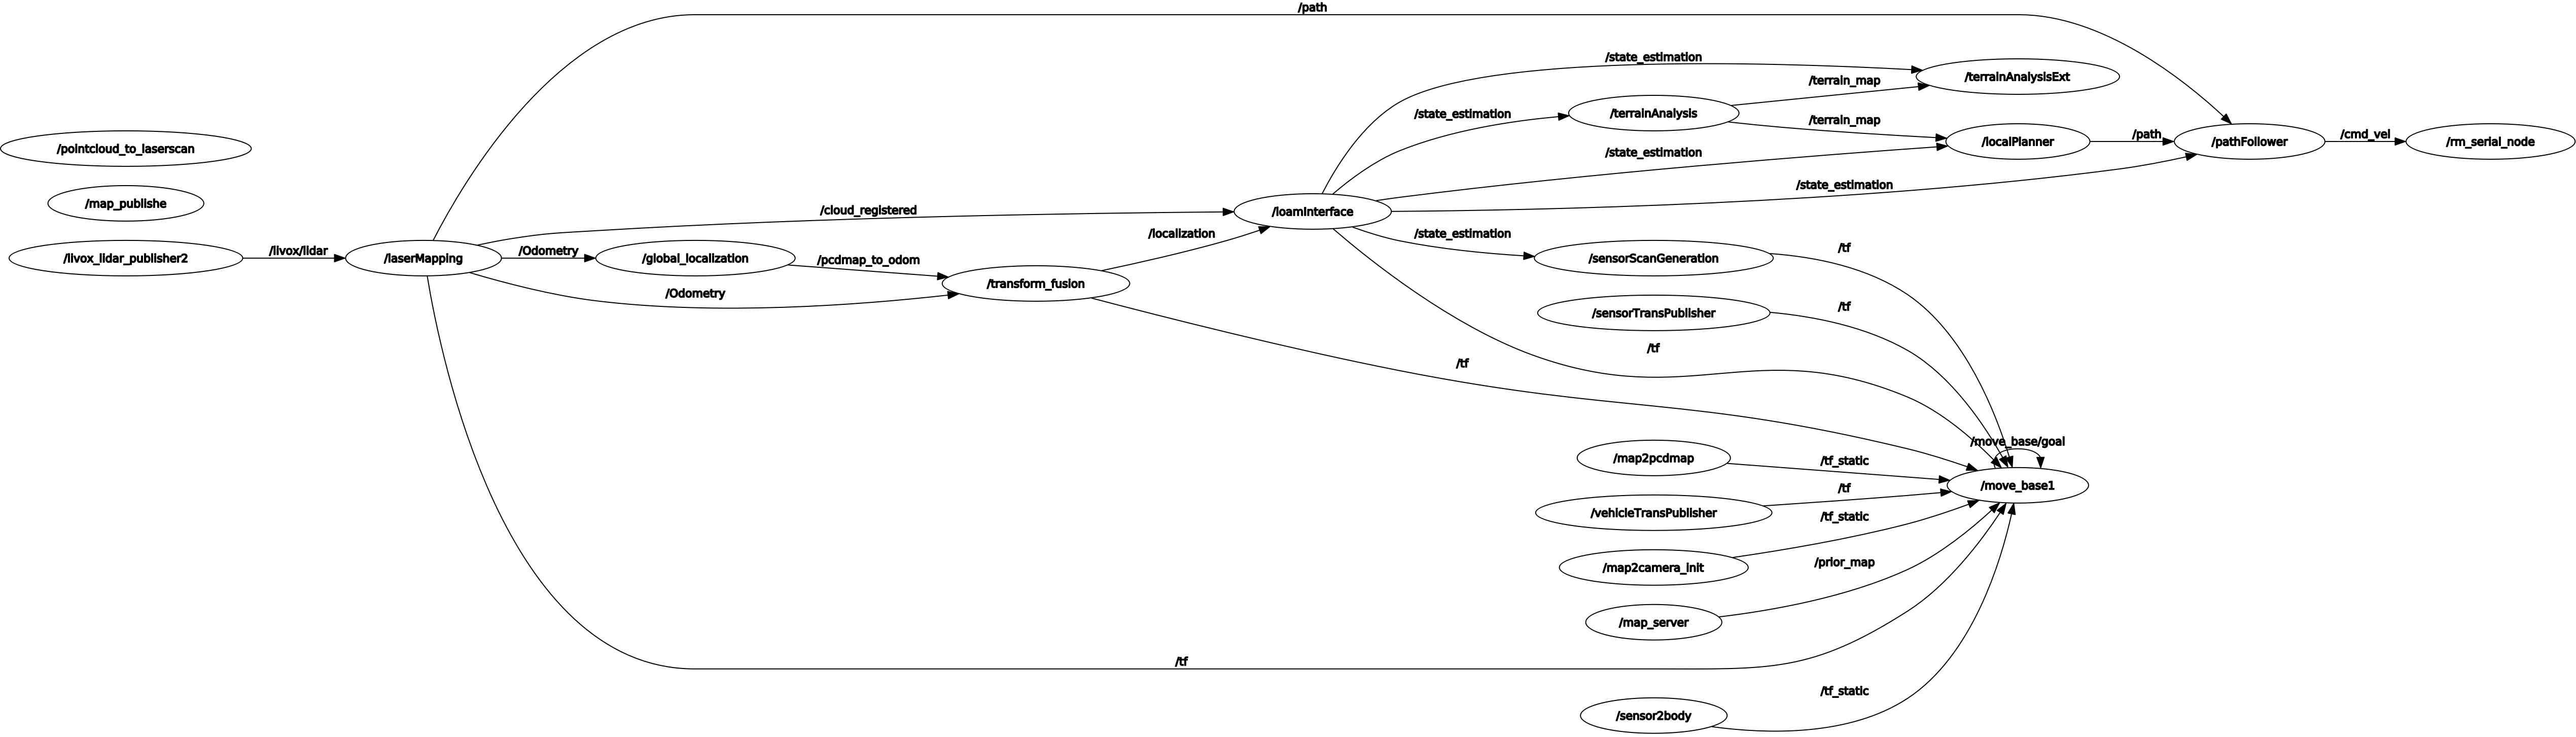 /path
/state_estimation
/terrainAnalysisExt
/terrain_map
/state_estimation
/terrainAnalysis
/terrain_map
/path
/cmd_vel
/localPlanner
/pathFollower
/rm_serial_node
/pointcloud_to_laserscan
/state_estimation
/state_estimation
/map_publishe
/cloud_registered
/loamInterface
/localization
/state_estimation
/livox_lidar_publisher2
/livox/lidar
/laserMapping
/Odometry
/global_localization
/pcdmap_to_odom
/sensorScanGeneration
/tf
/transform_fusion
/Odometry
/sensorTransPublisher
/tf
/tf
/tf
/move_base/goal
/map2pcdmap
/tf_static
/move_base1
/tf
/vehicleTransPublisher
/tf_static
/map2camera_init
/prior_map
/map_server
/tf
/tf_static
/sensor2body